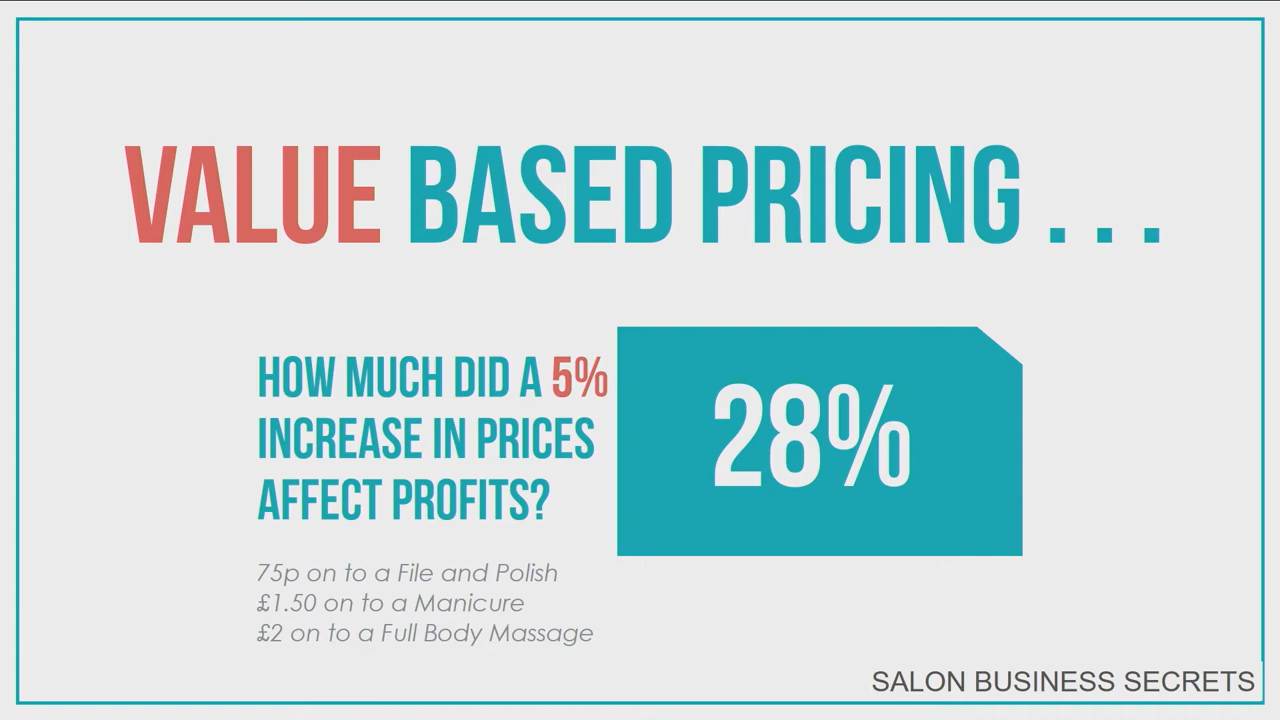 VALUE BASED PRICING . . .
HOW MUCH DID A 5%
INCREASE IN PRICES
AFFECT PROFITS?
28%
75p on to a File and Polish
£1.50 on to a Manicure
£2 on to a Full Body Massage
SALON BUSINESS SECRETS